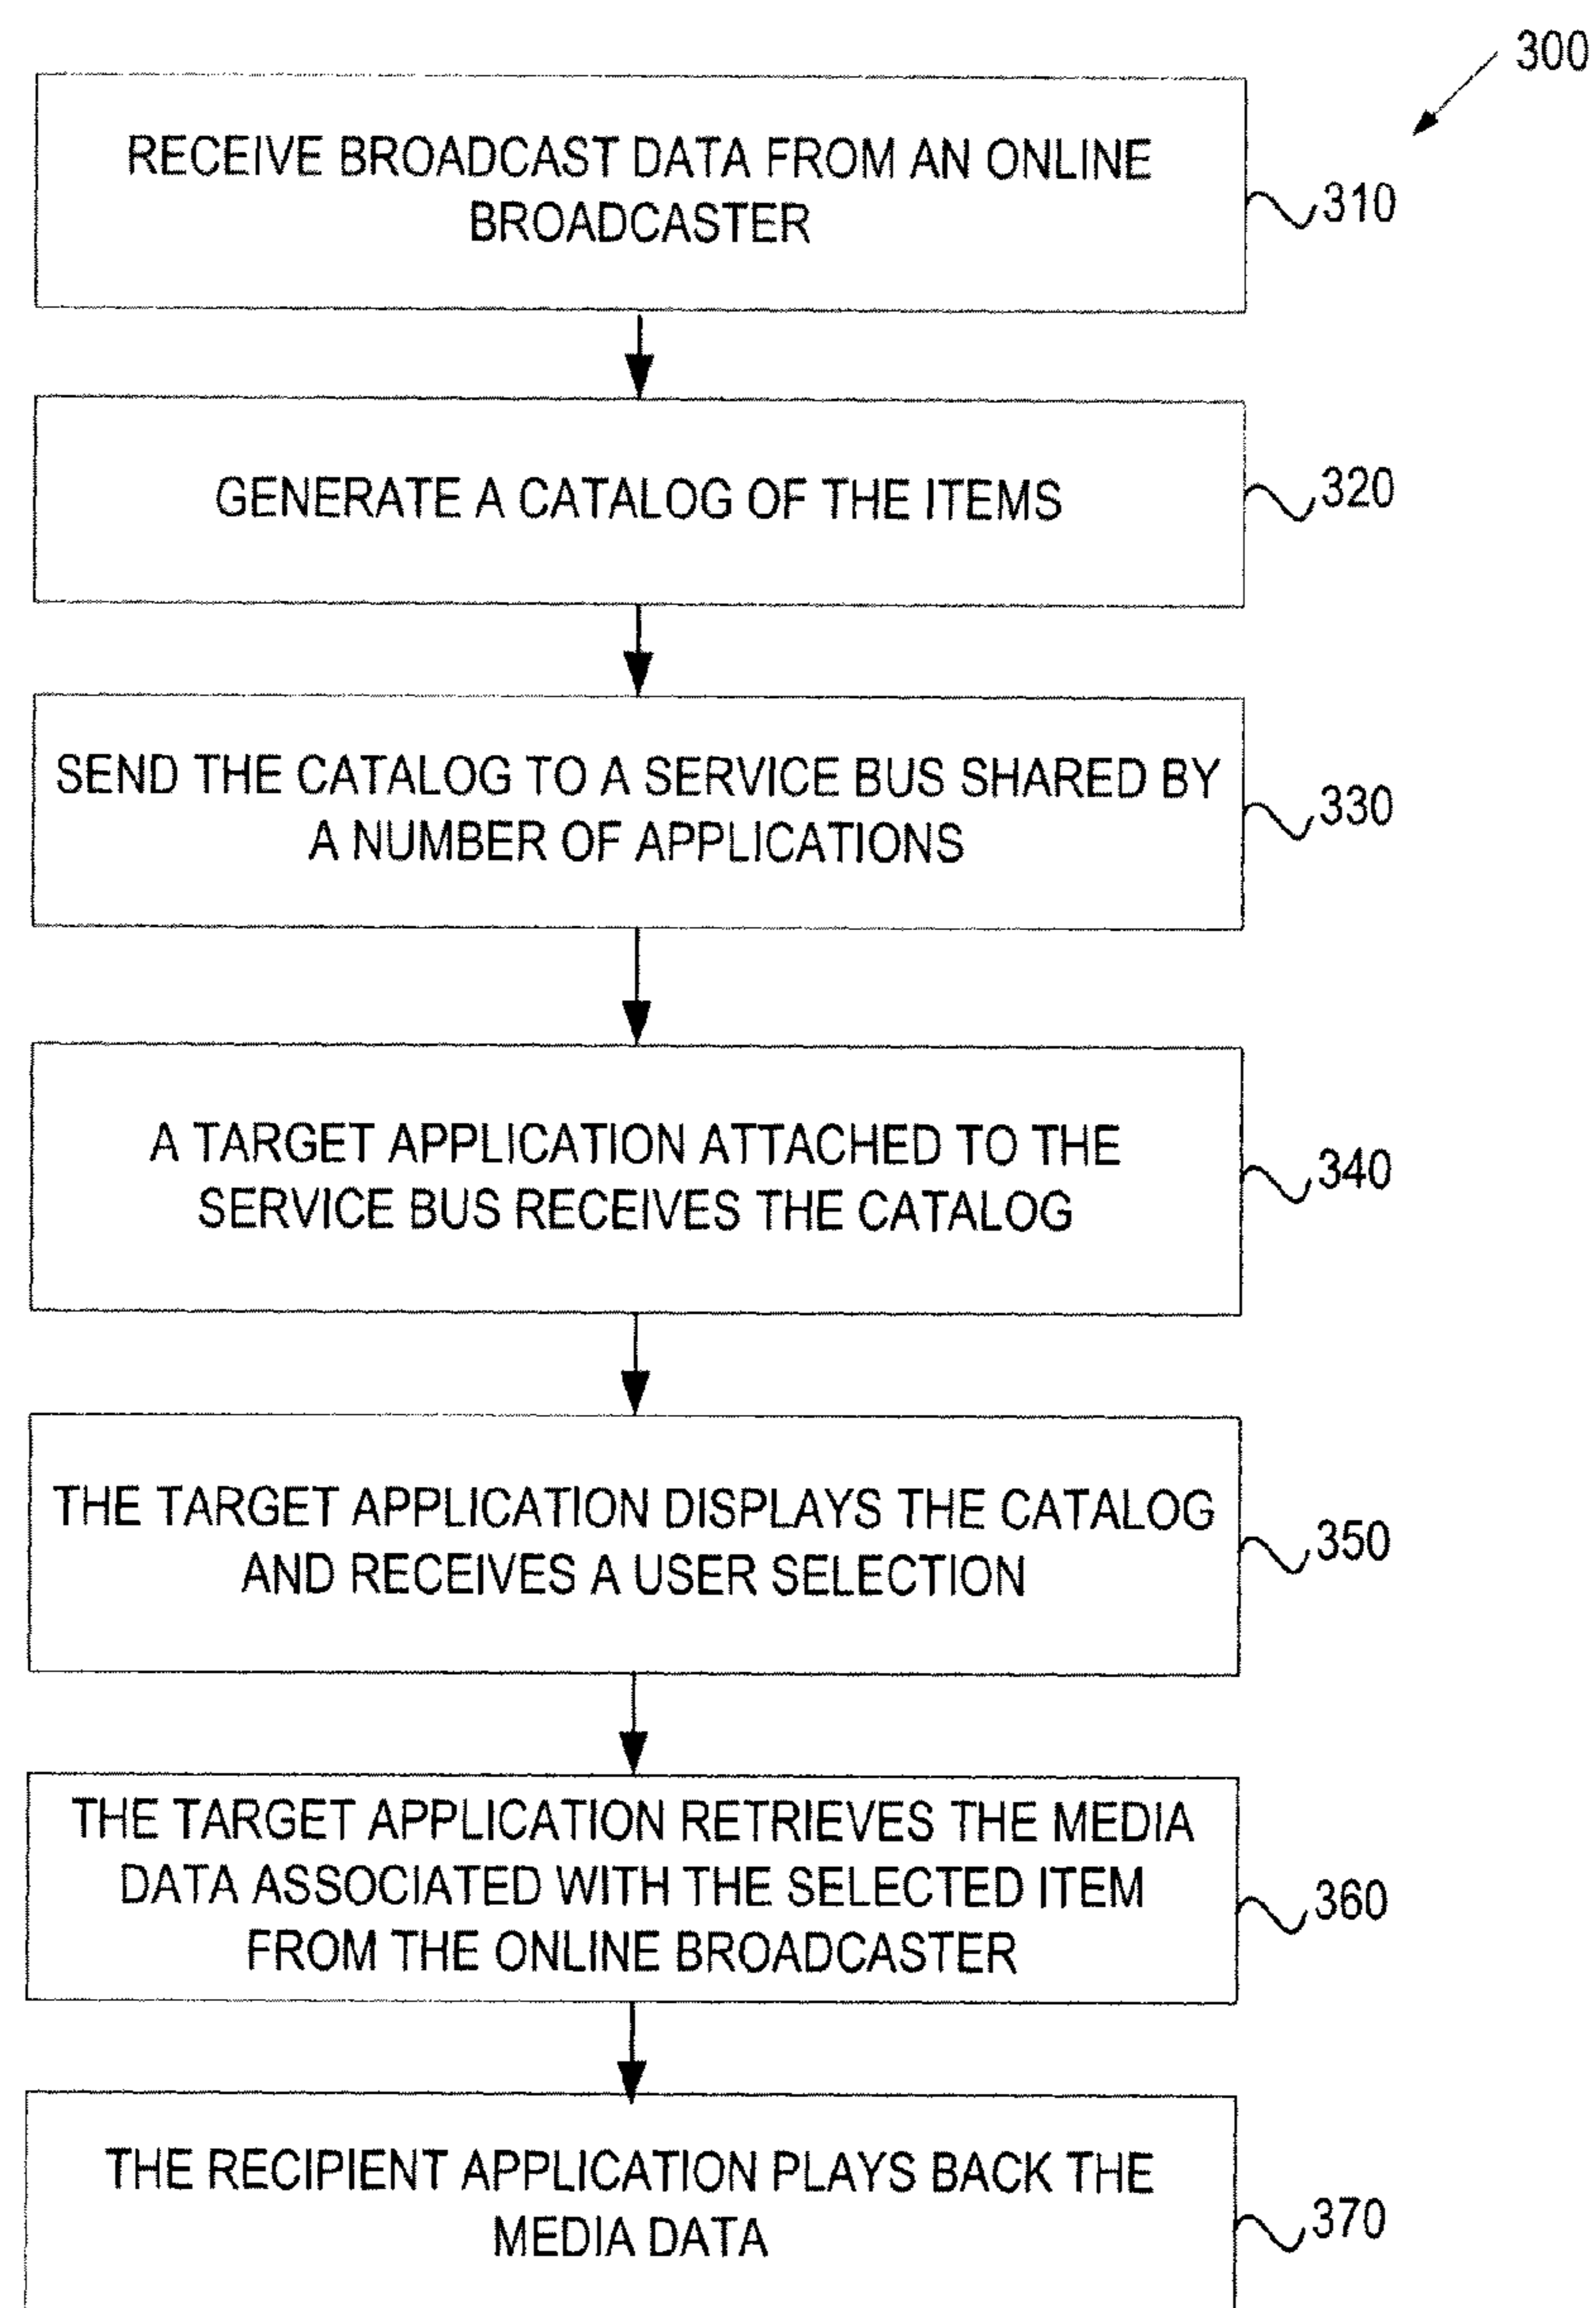 300
RECEIVE BROADCAST DATA FROM AN ONLINE
BROADCASTER
310
GENERATE A CATALOG OF THE ITEMS
320
SEND THE CATALOG TO A SERVICE BUS SHARED BY
A NUMBER OF APPLICATIONS
330
A TARGET APPLICATION ATTACHED TO THE
SERVICE BUS RECEIVES THE CATALOG
340
THE TARGET APPLICATION DISPLAYS THE CATALOG
AND RECEIVES A USER SELECTION
350
THE TARGET APPLICATION RETRIEVES THE MEDIA
DATA ASSOCIATED WITH THE SELECTED ITEM
FROM THE ONLINE BROADCASTER
360
THE RECIPIENT APPLICATION PLAYS BACK THE
MEDIA DATA
370